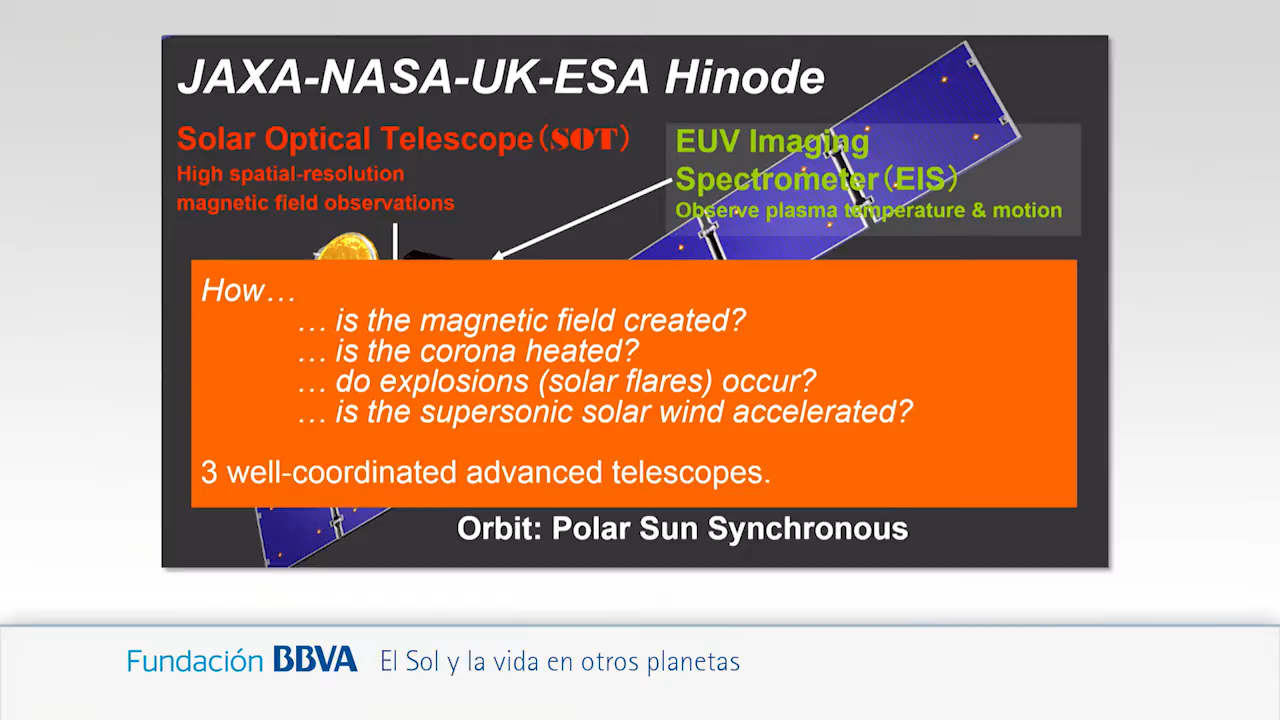 JAXA-NASA-UK-ESA Hinode
Solar Optical Telescope(SOT)
High spatial-resolution
magnetic field observations
EUV Imaging
Spectrometer(EIS)
Observe plasma temperature & motion
How…
… is the magnetic field created?
… is the corona heated?
… do explosions (solar flares) occur?
… is the supersonic solar wind accelerated?
3 well-coordinated advanced telescopes.
Orbit: Polar Sun Synchronous
Fundación BBVA El Sol y la vida en otros planetas